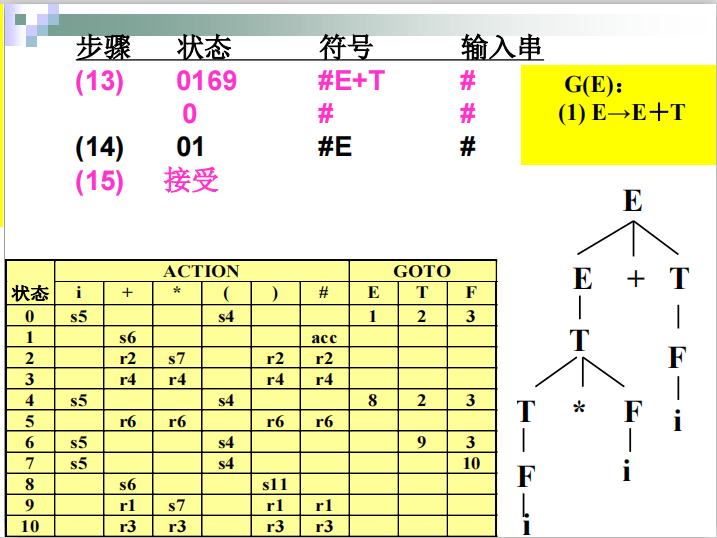 步骤 状态 符号 输入串
(13) 0169 #E+T #
0 # #
(14) 01 #E #
(15) 接受
G(E):
(1) E→E+T
状态 ACTION GOTO
i + * ( ) # E T F
0 s5 s4 1 2 3
1 s6 acc
2 r2 s7 r2 r2
3 r4 r4 r4 r4
4 s5 s4 8 2 3
5 r6 r6 r6 r6
6 s5 s4 9 3
7 s5 s4 10
8 s6 s11
9 r1 s7 r1 r1
10 r3 r3 r3 r3
E
E + T
T F
T * F i
F i
i